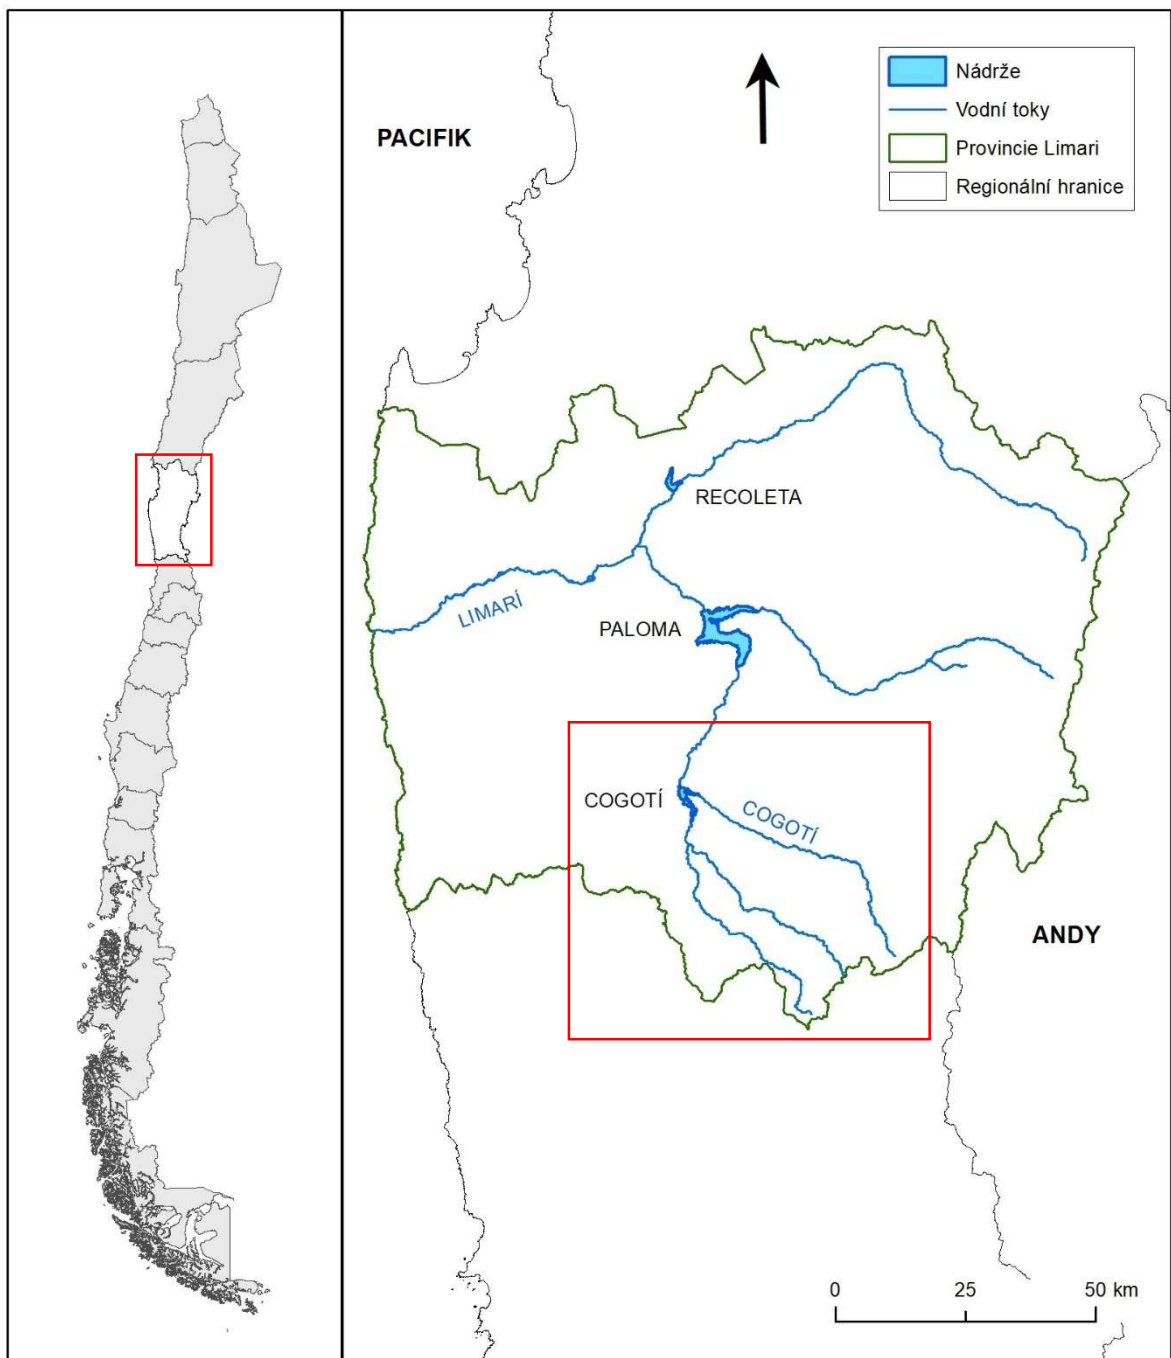 PACIFIK
Nádrže
Vodní toky
Provincie Limari
Regionální hranice
RECOLETA
LIMARÍ
PALOMA
COGOTÍ
COGOTÍ
ANDY
0 25 50 km